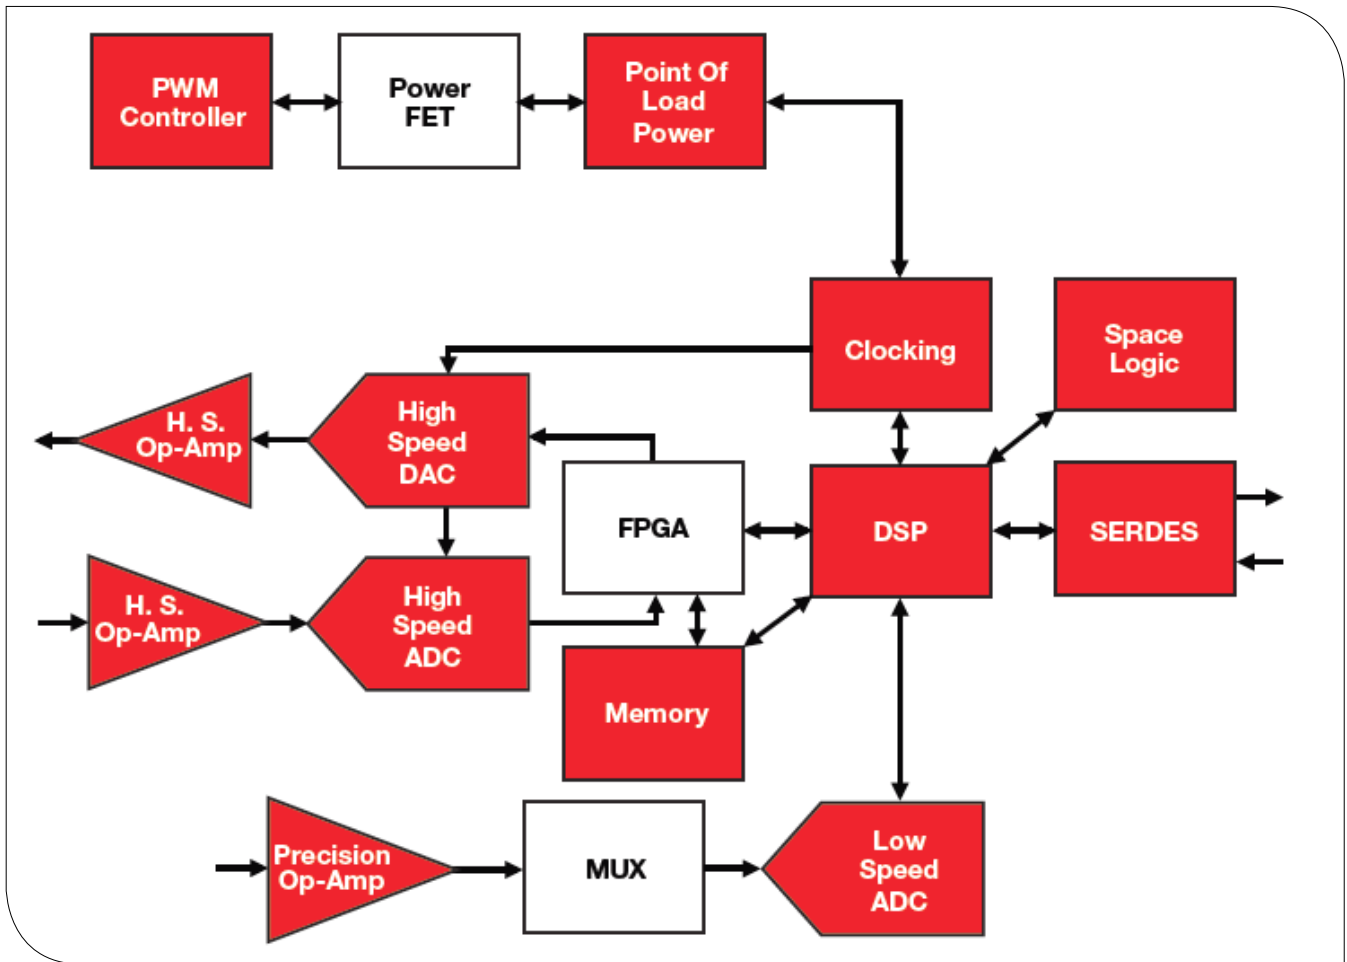 PWM
Controller
Power
FET
Point Of
Load
Power
Clocking
Space
Logic
H. S.
Op-Amp
High
Speed
DAC
FPGA
DSP
SERDES
H. S.
Op-Amp
High
Speed
ADC
Memory
Precision
Op-Amp
MUX
Low
Speed
ADC